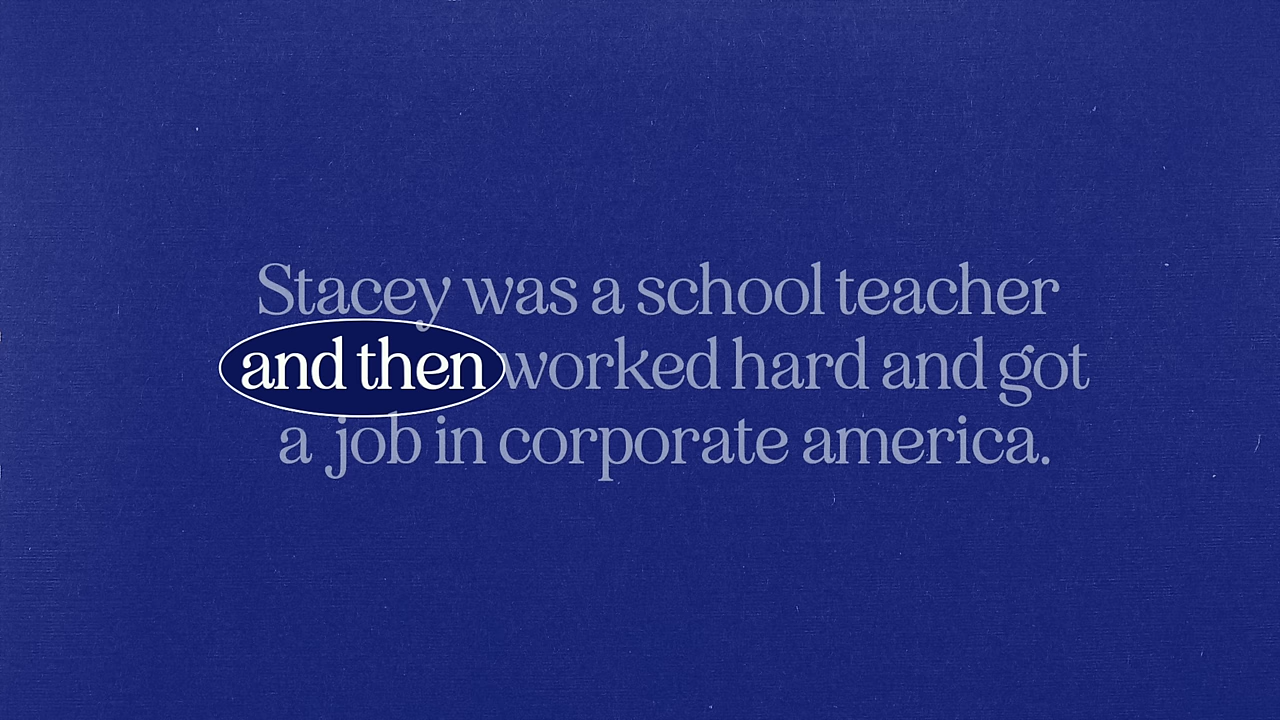 Stacey was a school teacher
and then worked hard and got
a job in corporate america.